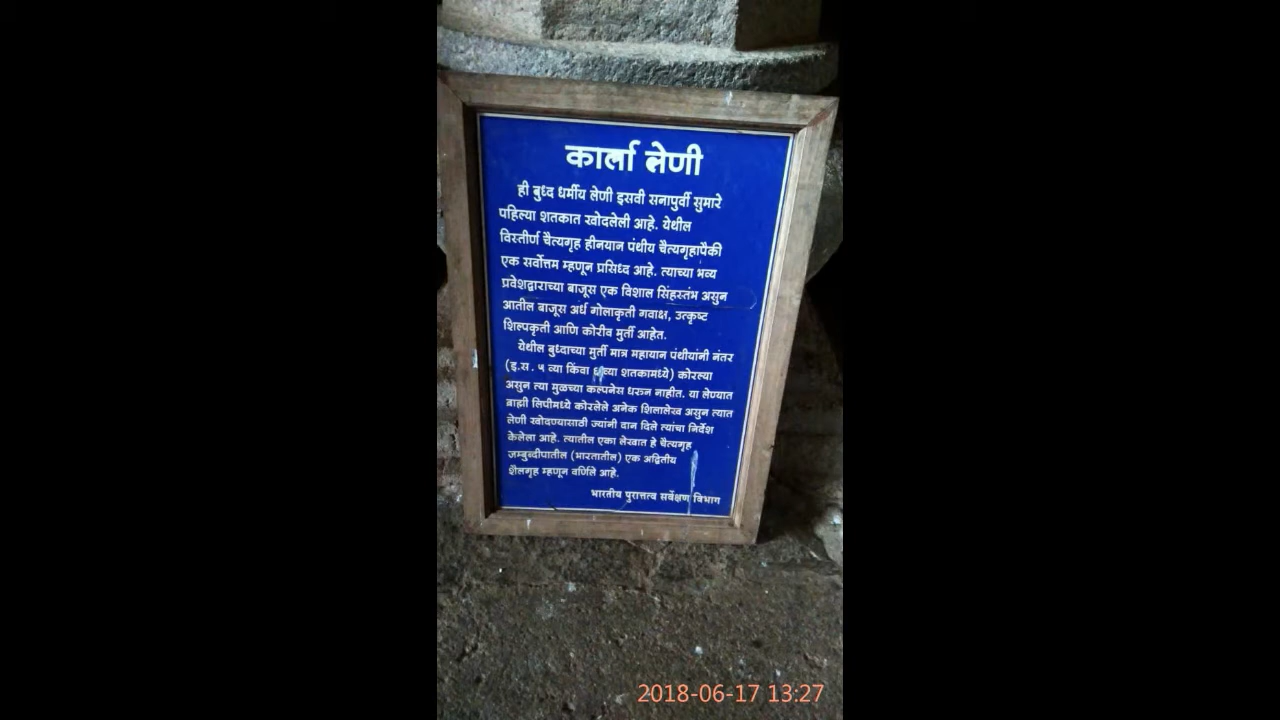 कार्ला लेणी
ही बुध्द धर्मीय लेणी इसवी सनापुर्वी सुमारे
पहिल्या शतकात खोदलेली आहे. येथील
विस्तीर्ण चैत्यगृह हीनयान पंथीय चैत्यगृहापैकी
एक सर्वोत्तम म्हणून प्रसिध्द आहे. त्याच्या भव्य
प्रवेशद्वाराच्या बाजूस एक विशाल सिंहस्तंभ असुन
आतील बाजूस अर्ध गोलाकृती गवाक्ष, उत्कृष्ट
शिल्पकृती आणि कोरीव मुर्ती आहेत.
येथील बुध्दाच्या मुर्ती मात्र महायान पंथीयांनी नंतर
(इ.स. ५ व्या किंवा शतकामध्ये) कोरल्या
असुन त्या मुळच्या कल्पनेस धरुन नाहीत. या लेण्यात
ब्राह्मी लिपीमध्ये कोरलेले अनेक शिलालेख असुन त्यात
लेणी खोदण्यासाठी ज्यांनी दान दिले त्यांचा निर्देश
केलेला आहे. त्यातील एका लेखात हे चैत्यगृह
जम्बुब्दीपातील (भारतातील) एक अद्वितीय
शैलगृह म्हणून वर्णिले आहे.
भारतीय पुरातत्व सर्वेक्षण विभाग
2018-06-17 13:27